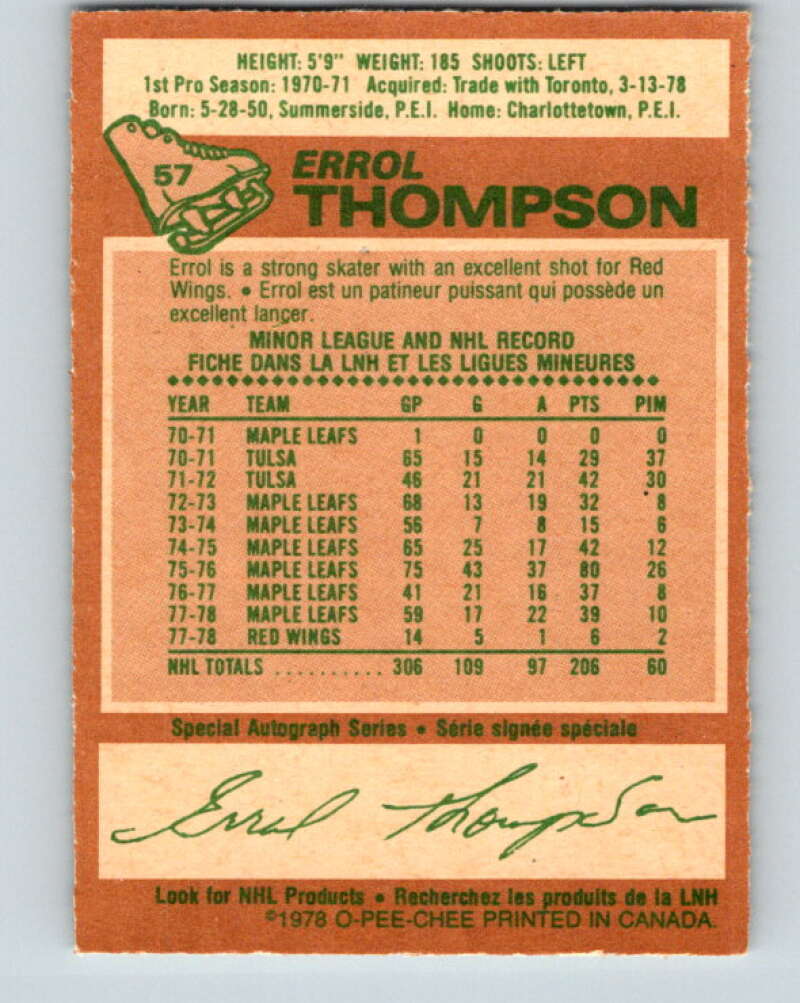 HEIGHT: 5'9" WEIGHT: 185 SHOOTS: LEFT
1st Pro Season: 1970-71 Acquired: Trade with Toronto, 3-13-78
Born: 5-28-50, Summerside, P.E.I. Home: Charlottetown, P.E.I.
57
ERROL
THOMPSON
Errol is a strong skater with an excellent shot for Red
Wings. • Errol est un patineur puissant qui possède un
excellent lançer.
MINOR LEAGUE AND NHL RECORD
FICHE DANS LA LNH ET LES LIGUES MINEURES
YEAR TEAM GP G A PTS PIM
70-71 MAPLE LEAFS 1 0 0 0 0
70-71 TULSA 65 15 14 29 37
71-72 TULSA 46 21 21 42 30
72-73 MAPLE LEAFS 68 13 19 32 8
73-74 MAPLE LEAFS 56 7 8 15 6
74-75 MAPLE LEAFS 65 25 17 42 12
75-76 MAPLE LEAFS 75 43 37 80 26
76-77 MAPLE LEAFS 41 21 16 37 8
77-78 MAPLE LEAFS 59 17 22 39 10
77-78 RED WINGS 14 5 1 6 2
NHL TOTALS .......... 306 109 97 206 60
Special Autograph Series • Série signée spéciale
Errol Thompson
Look for NHL Products • Recherchez les produits de la LNH
©1978 O-PEE-CHEE PRINTED IN CANADA.